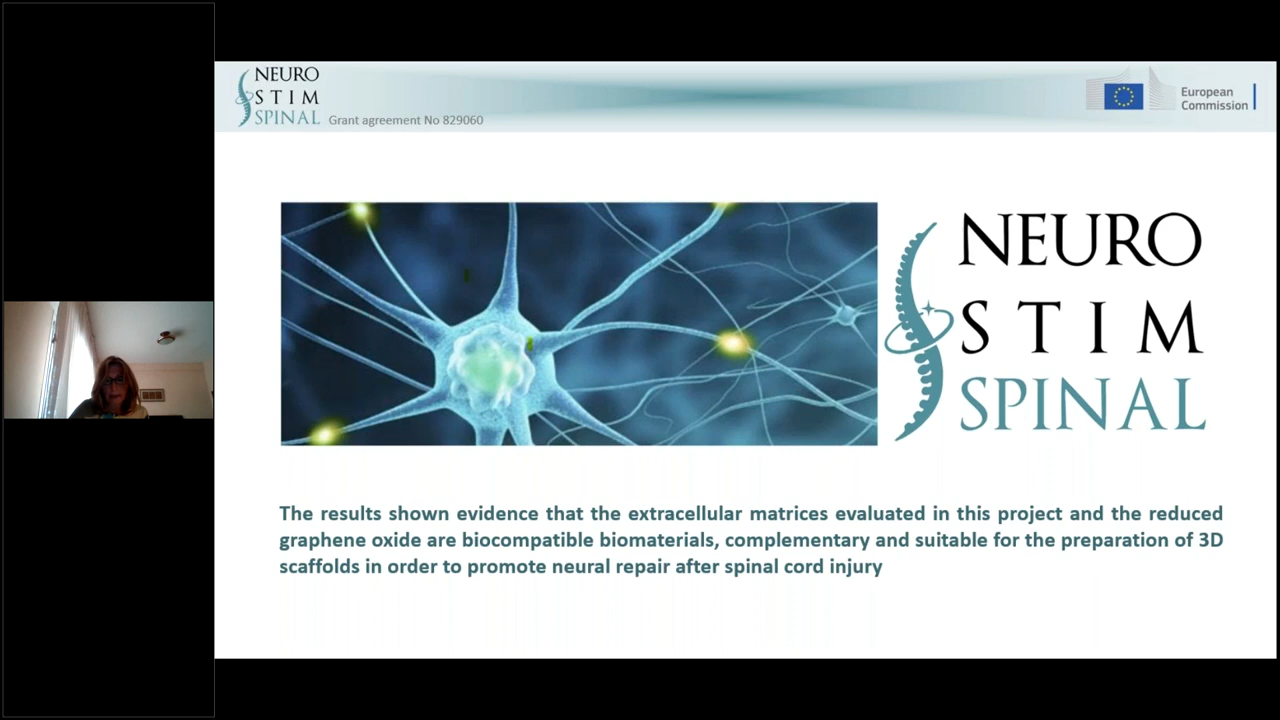 NEURO
STIM
SPINAL
Grant agreement No 829060
European
Commission
NEURO
STIM
SPINAL
The results shown evidence that the extracellular matrices evaluated in this project and the reduced
graphene oxide are biocompatible biomaterials, complementary and suitable for the preparation of 3D
scaffolds in order to promote neural repair after spinal cord injury